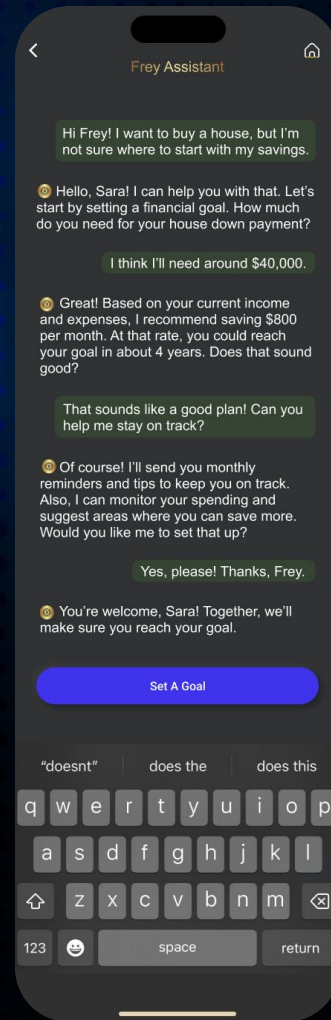 Frey Assistant
Hi Frey! I want to buy a house, but I'm
not sure where to start with my savings.
Hello, Sara! I can help you with that. Let's
start by setting a financial goal. How much
do you need for your house down payment?
I think I'll need around $40,000.
Great! Based on your current income
and expenses, I recommend saving $800
per month. At that rate, you could reach
your goal in about 4 years. Does that sound
good?
That sounds like a good plan! Can you
help me stay on track?
Of course! I'll send you monthly
reminders and tips to keep you on track.
Also, I can monitor your spending and
suggest areas where you can save more.
Would you like me to set that up?
Yes, please! Thanks, Frey.
You're welcome, Sara! Together, we'll
make sure you reach your goal.
Set A Goal
"doesnt" does the does this
q w e r t y u i o p
a s d f g h j k l
z x c v b n m
123 space return